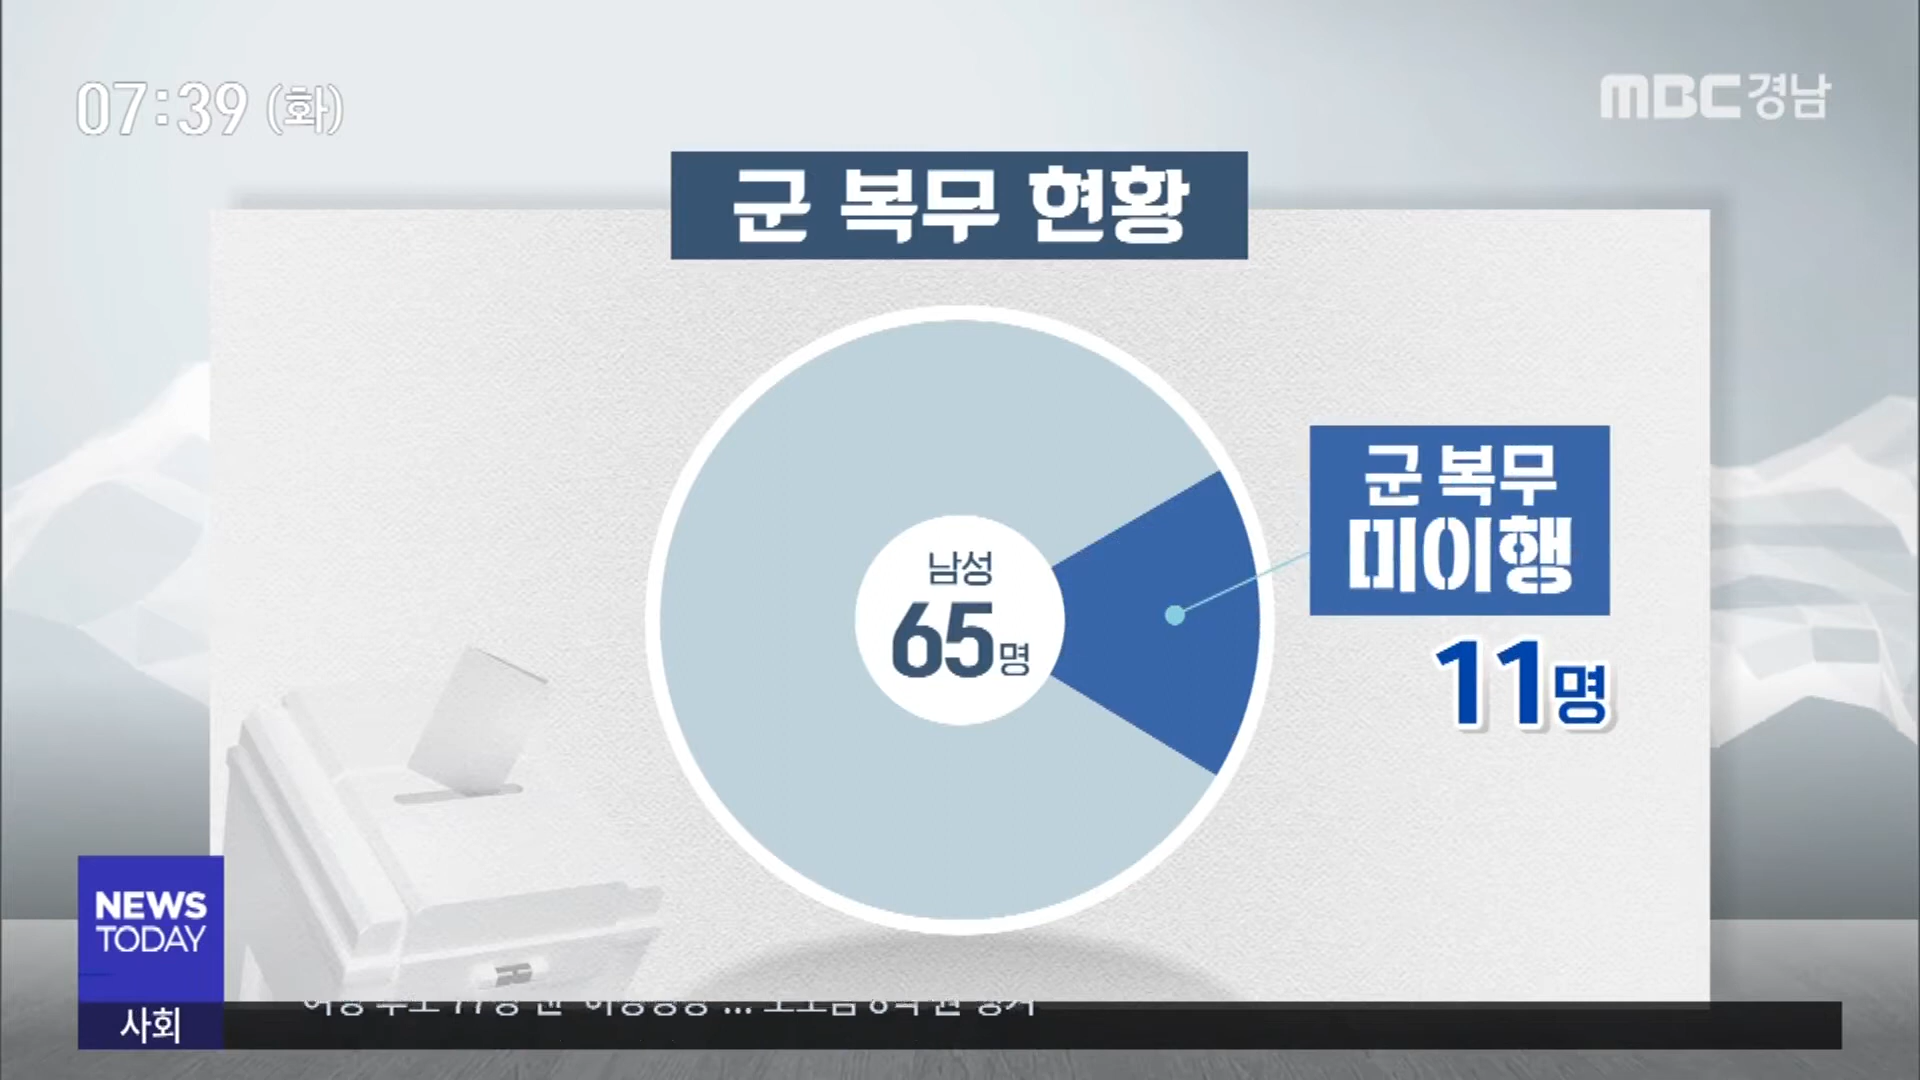 07:39 (화)
MBC경남
군 복무 현황
군 복무
미이행
11명
남성
65명
NEWS
TODAY
사회